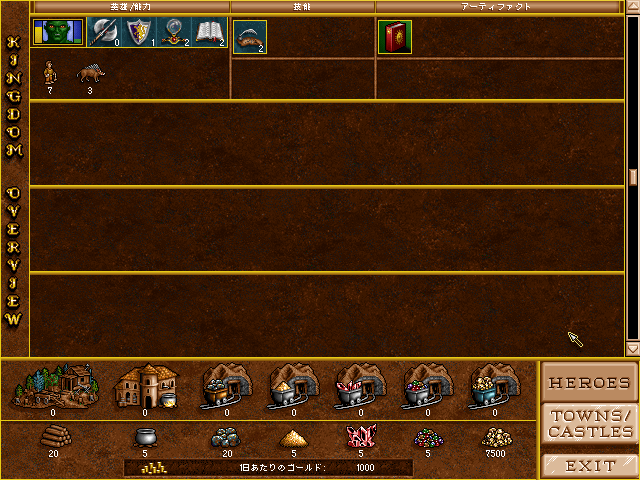 英雄/能力 技能 アーティファクト
KINGDOM OVERVIEW
0 1 2 2 2
7 3
0 0 0 0 0 0 0
20 5 20 5 5 5 7500
1日あたりのゴールド: 1000
HEROES
TOWNS/
CASTLES
EXIT